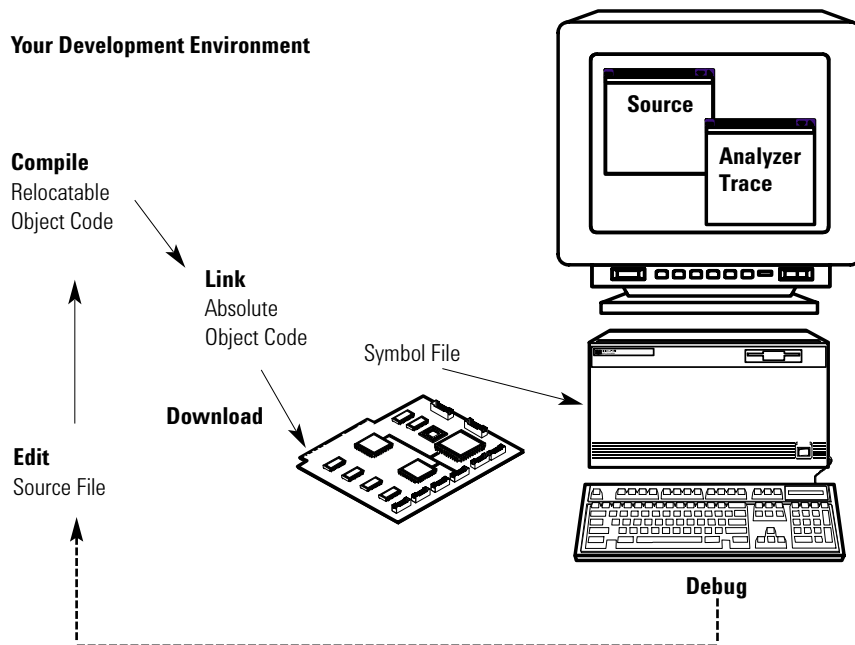 Your Development Environment
Source
Analyzer
Trace
Compile
Relocatable
Object Code
Link
Absolute
Object Code
Symbol File
Download
Edit
Source File
Debug